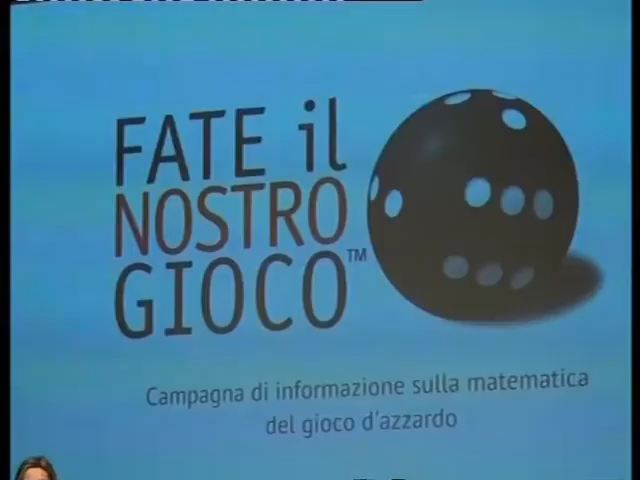 FATE il
NOSTRO
GIOCO™
Campagna di informazione sulla matematica
del gioco d'azzardo